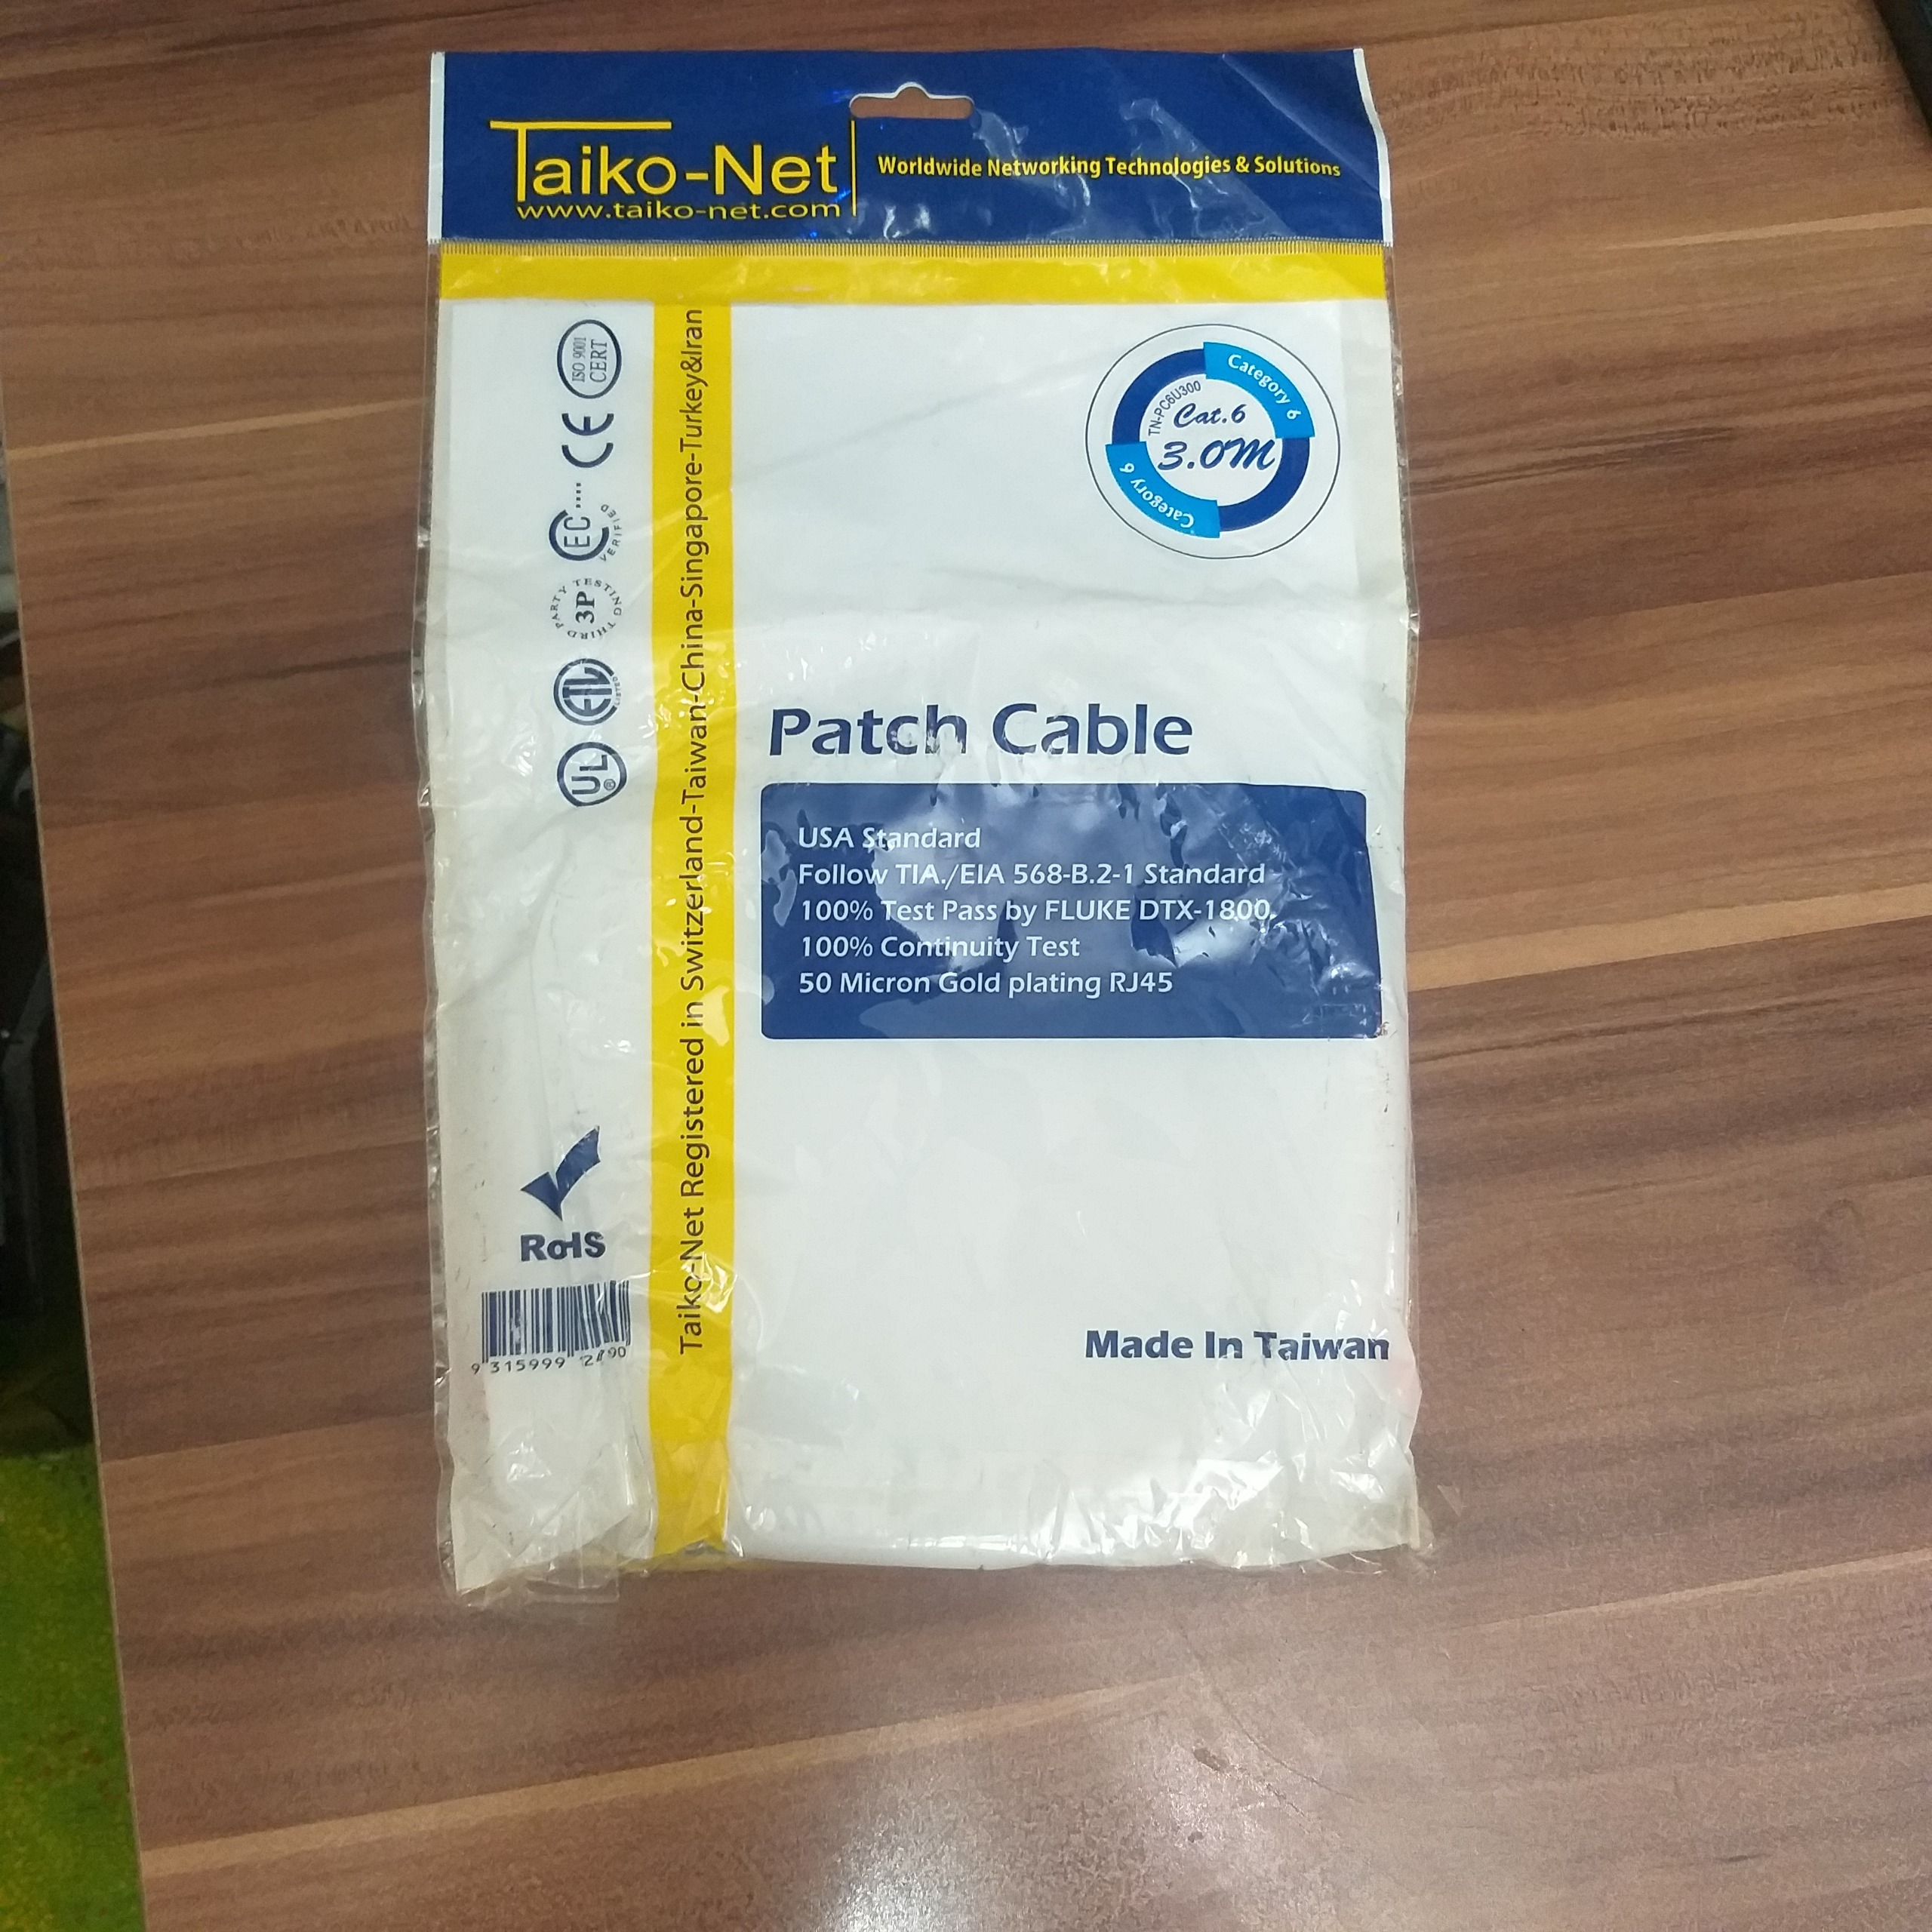 Taiko-Net
www.taiko-net.com
Worldwide Networking Technologies & Solutions
ISO 9001
CERT
CE
EC
VERIFIED
THIRD PARTY TESTING
3P
ETL
LISTED
UL
®
Taiko-Net Registered in Switzerland-Taiwan-China-Singapore-Turkey&Iran
Category 6
TN-PC6U300
Cat.6
3.0M
Category 6
Patch Cable
USA Standard
Follow TIA./EIA 568-B.2-1 Standard
100% Test Pass by FLUKE DTX-1800.
100% Continuity Test
50 Micron Gold plating RJ45
RoHS
9 315999
Made In Taiwan